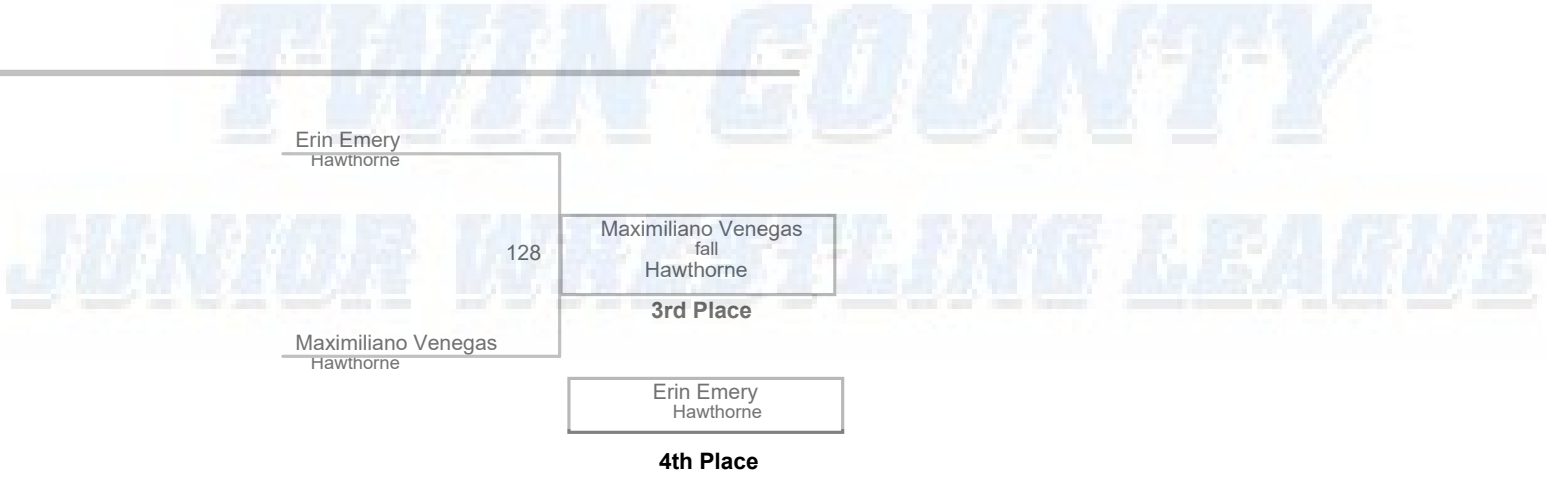 TWIN COUNTY
JUNIOR WRESTLING LEAGUE
Erin Emery
Hawthorne
128
Maximiliano Venegas
fall
Hawthorne
3rd Place
Maximiliano Venegas
Hawthorne
Erin Emery
Hawthorne
4th Place